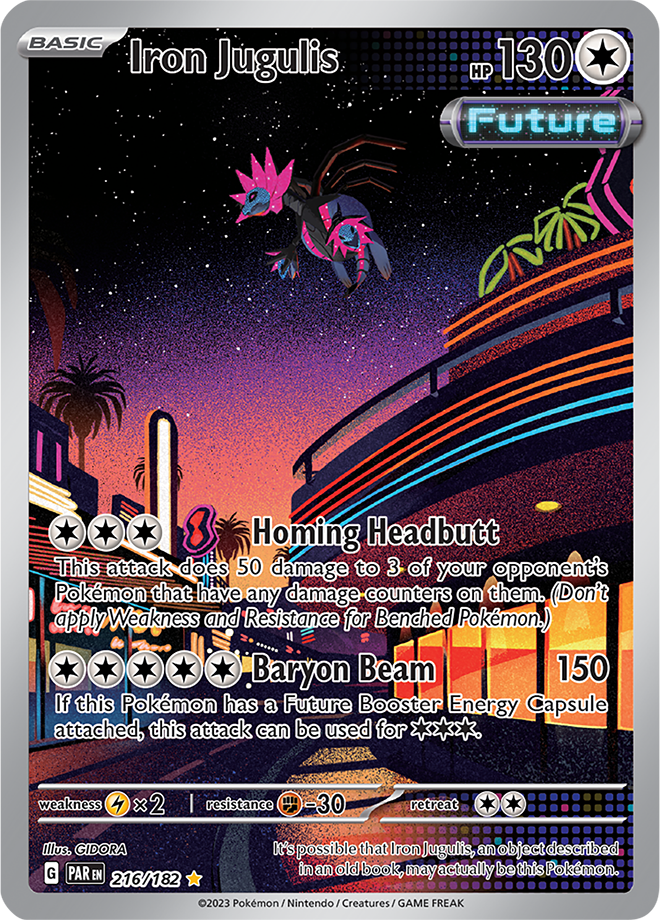 BASIC
Iron Jugulis
HP 130
Future
Homing Headbutt
This attack does 50 damage to 3 of your opponent's
Pokémon that have any damage counters on them. (Don't
apply Weakness and Resistance for Benched Pokémon.)
Baryon Beam 150
If this Pokémon has a Future Booster Energy Capsule
attached, this attack can be used for ✶✶✶.
weakness ×2 resistance -30 retreat
Illus. GIDORA
It's possible that Iron Jugulis, an object described
in an old book, may actually be this Pokémon.
G PAR EN 216/182
©2023 Pokémon / Nintendo / Creatures / GAME FREAK